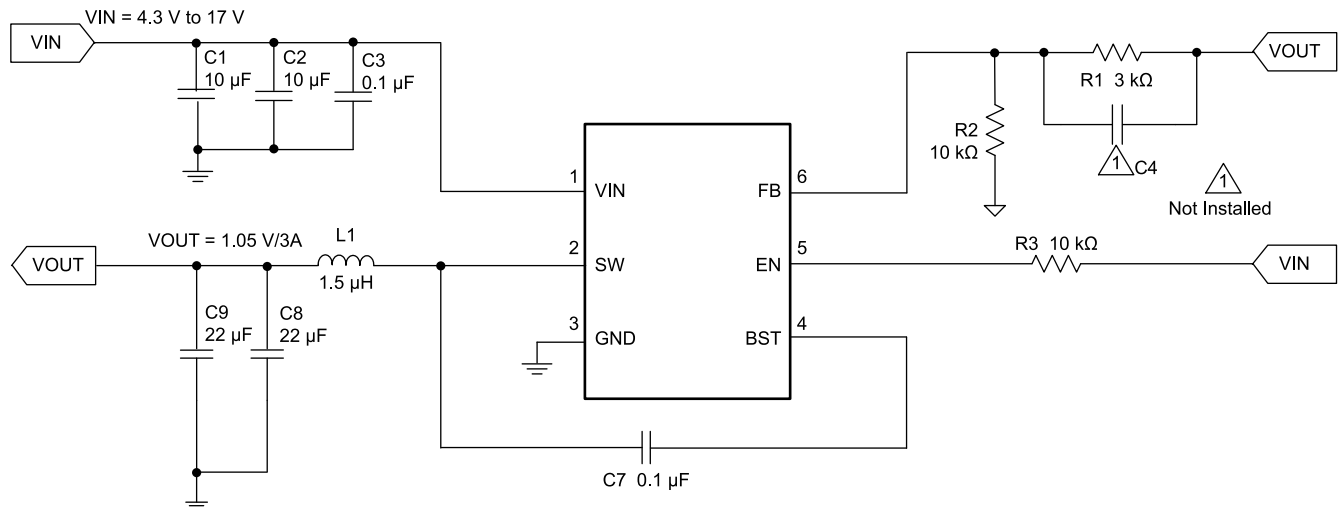 VIN = 4.3 V to 17 V
VIN
C1
10 µF
C2
10 µF
C3
0.1 µF
VOUT
R1 3 kΩ
R2
10 kΩ
1
C4
1
Not Installed
1
VIN
FB
6
VOUT = 1.05 V/3A
L1
1.5 µH
VOUT
2
SW
EN
5
R3 10 kΩ
VIN
C9
22 µF
C8
22 µF
3
GND
BST
4
C7 0.1 µF